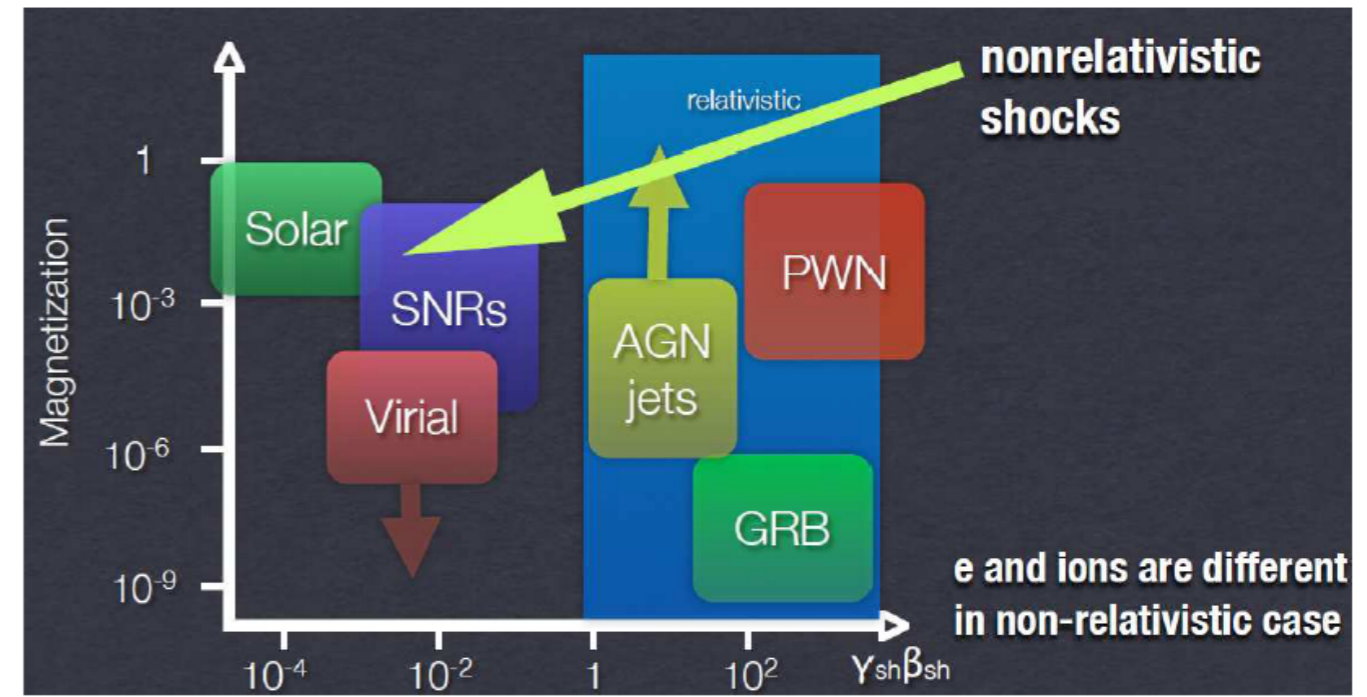 nonrelativistic
shocks
relativistic
1
Solar
Magnetization
SNRs
PWN
10⁻³
AGN
jets
Virial
10⁻⁶
GRB
10⁻⁹
e and ions are different
in non-relativistic case
10⁻⁴
10⁻²
1
10²
γshβsh